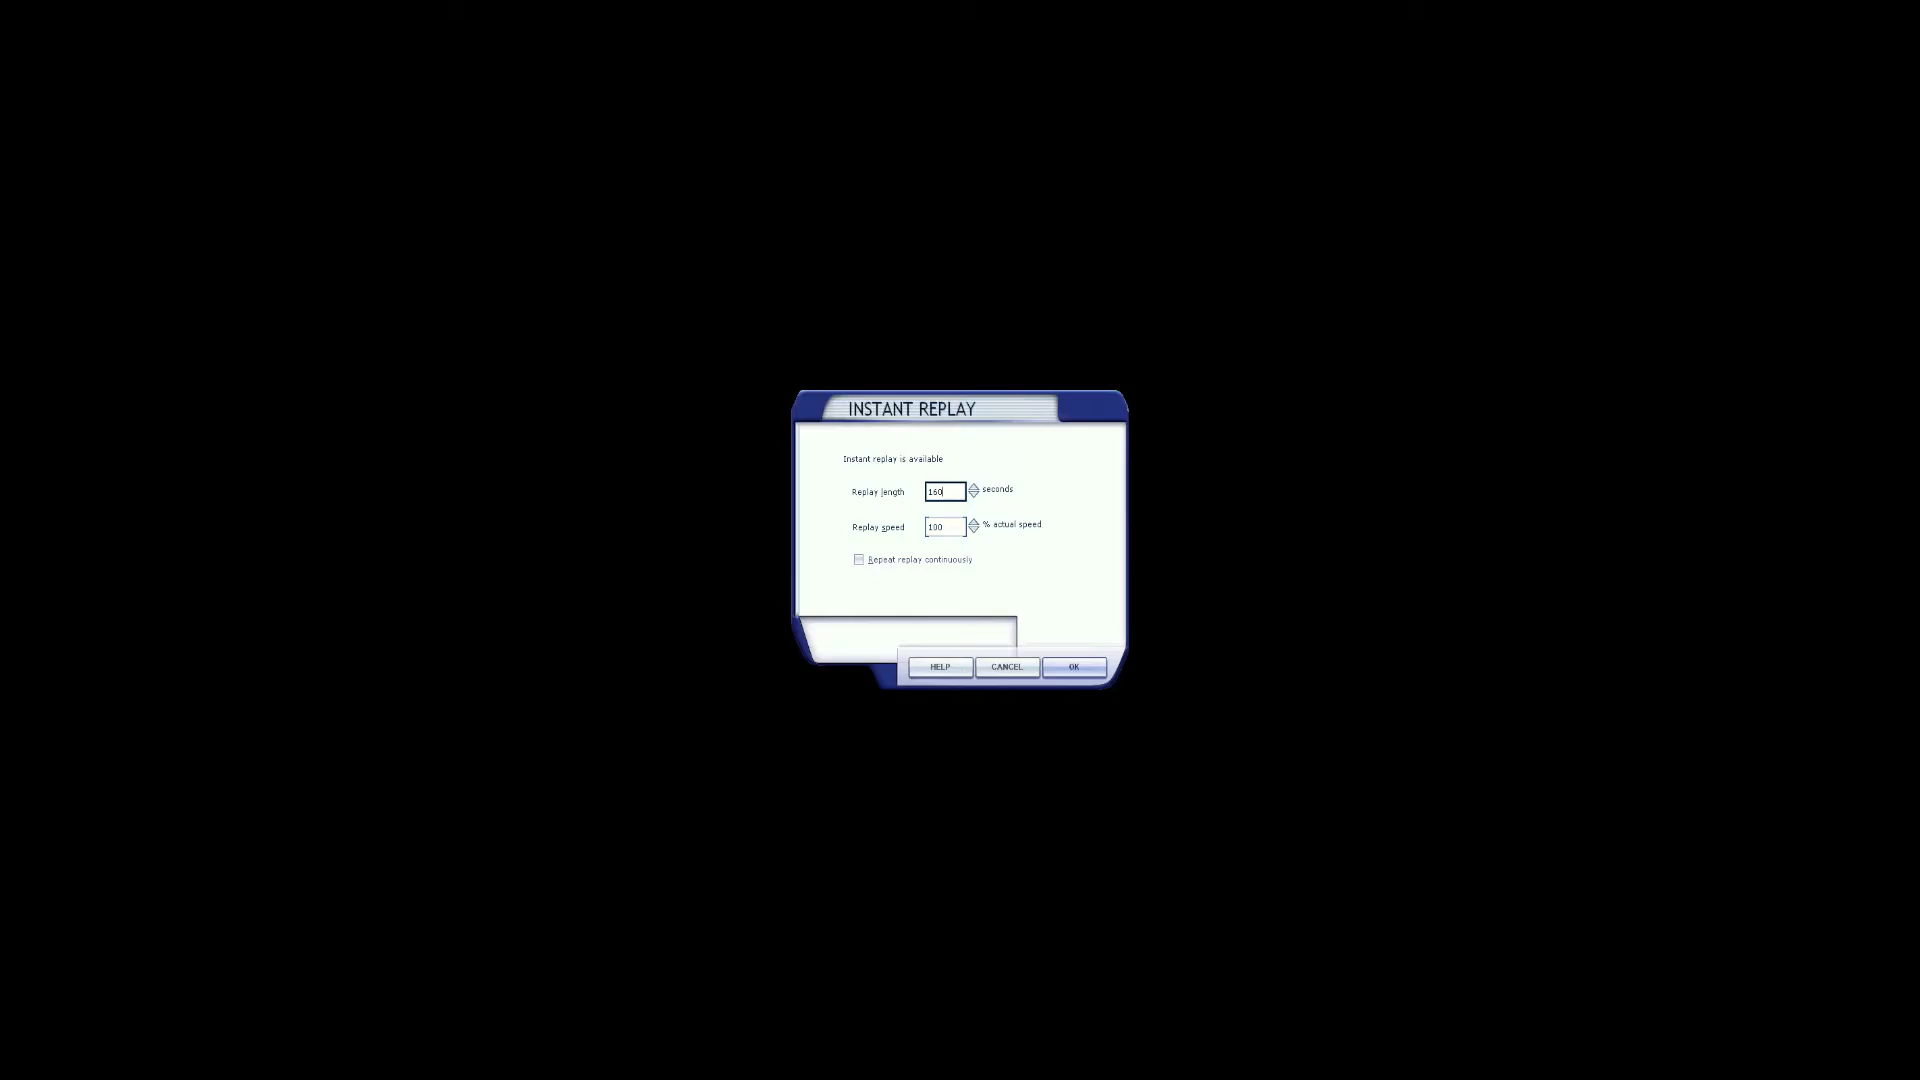 INSTANT REPLAY
Instant replay is available
Replay length 160 seconds
Replay speed 100 % actual speed
Repeat replay continuously
HELP CANCEL OK